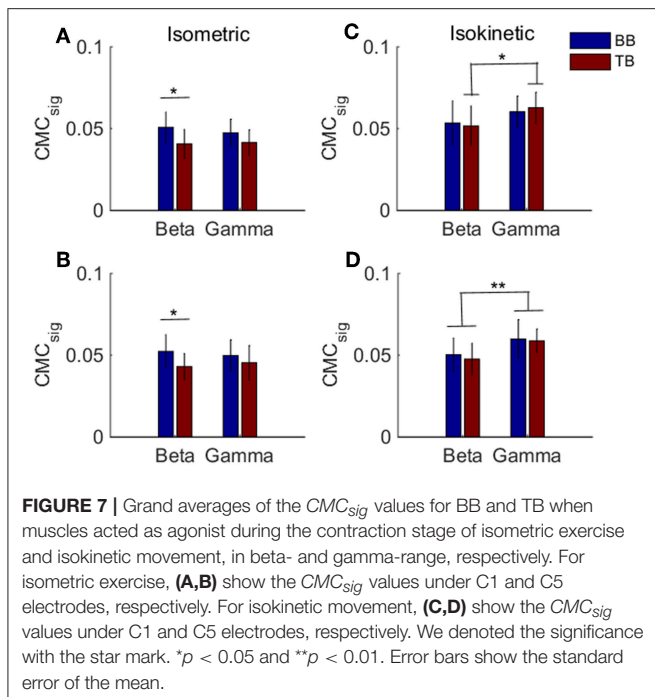 A Isometric
0.1
*
CMCsig
0.05
0
Beta Gamma
C Isokinetic
0.1
*
BB
TB
CMCsig
0.05
0
Beta Gamma
B
0.1
*
CMCsig
0.05
0
Beta Gamma
D
0.1
**
CMCsig
0.05
0
Beta Gamma
FIGURE 7 | Grand averages of the CMCsig values for BB and TB when
muscles acted as agonist during the contraction stage of isometric exercise
and isokinetic movement, in beta- and gamma-range, respectively. For
isometric exercise, (A,B) show the CMCsig values under C1 and C5
electrodes, respectively. For isokinetic movement, (C,D) show the CMCsig
values under C1 and C5 electrodes, respectively. We denoted the significance
with the star mark. *p < 0.05 and **p < 0.01. Error bars show the standard
error of the mean.